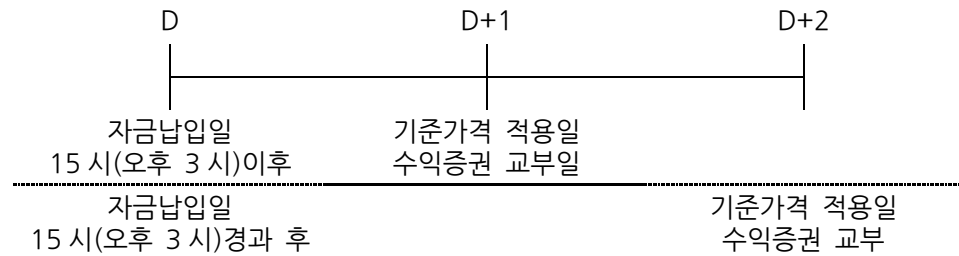 D D+1 D+2
자금납입일 기준가격 적용일
15 시(오후 3 시)이후 수익증권 교부일
자금납입일 기준가격 적용일
15 시(오후 3 시)경과 후 수익증권 교부